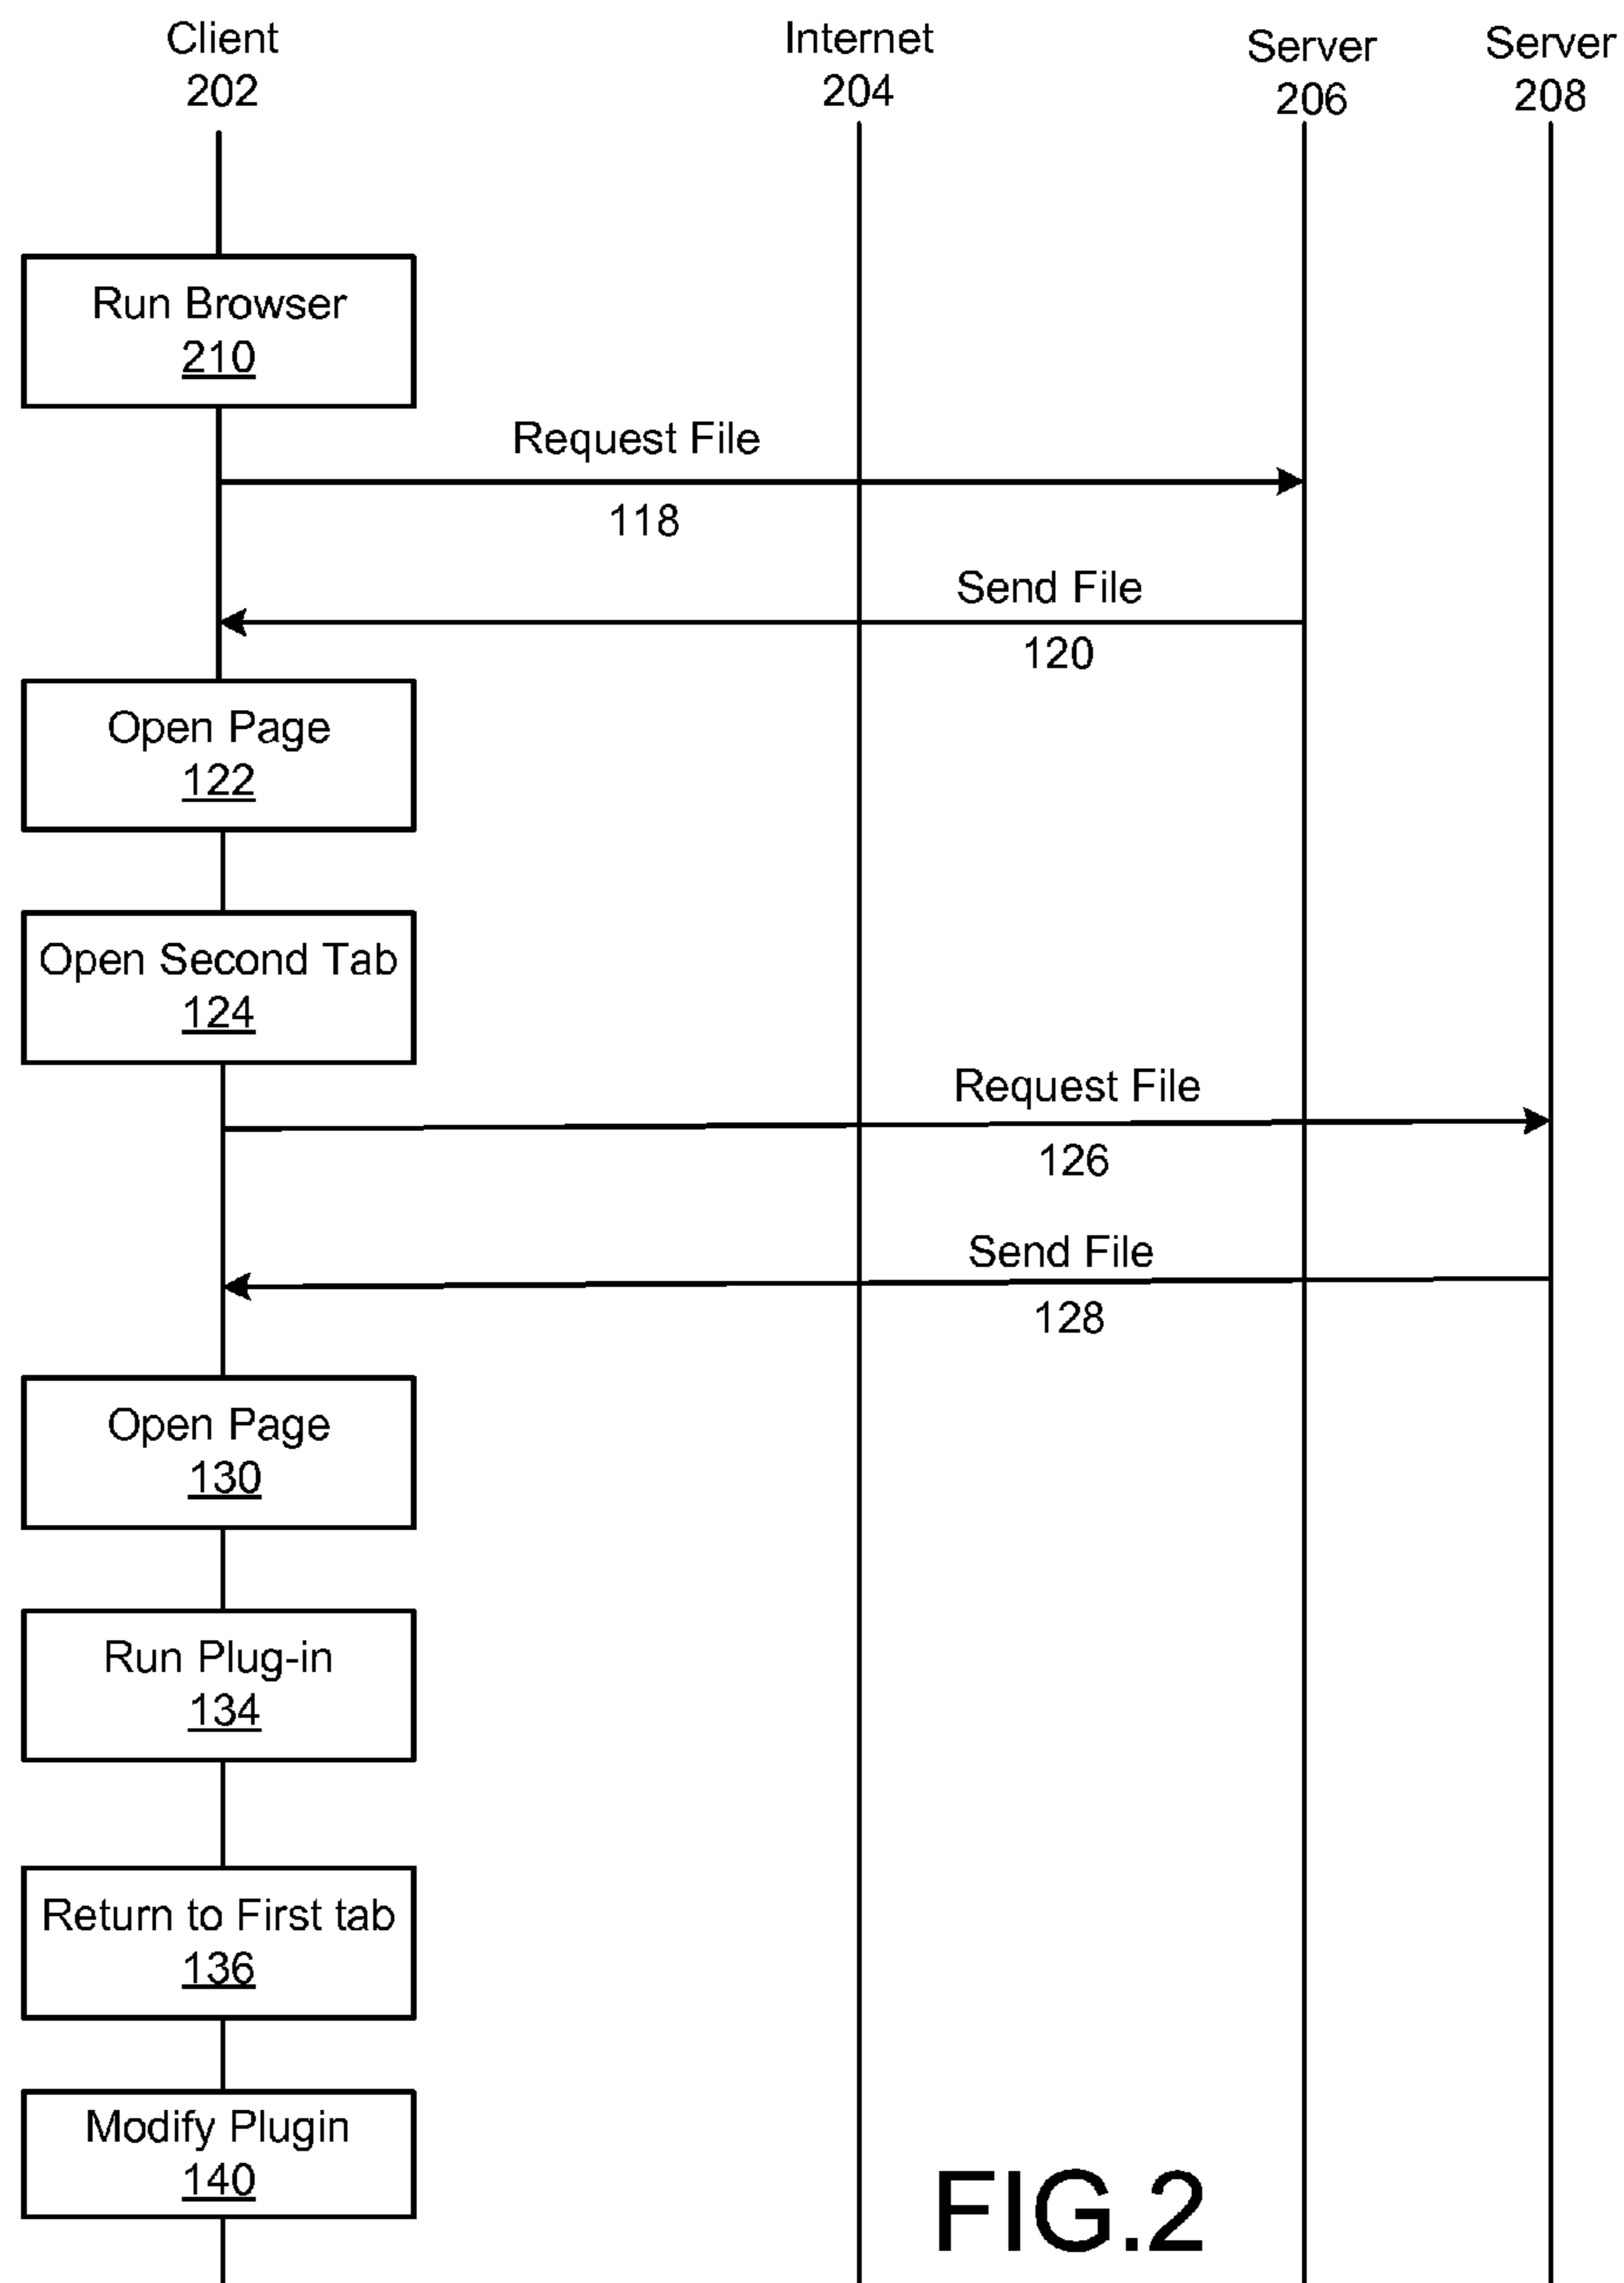 Client
202
Internet
204
Server
206
Server
208
Run Browser
210
Request File
118
Send File
120
Open Page
122
Open Second Tab
124
Request File
126
Send File
128
Open Page
130
Run Plug-in
134
Return to First tab
136
Modify Plugin
140
FIG.2